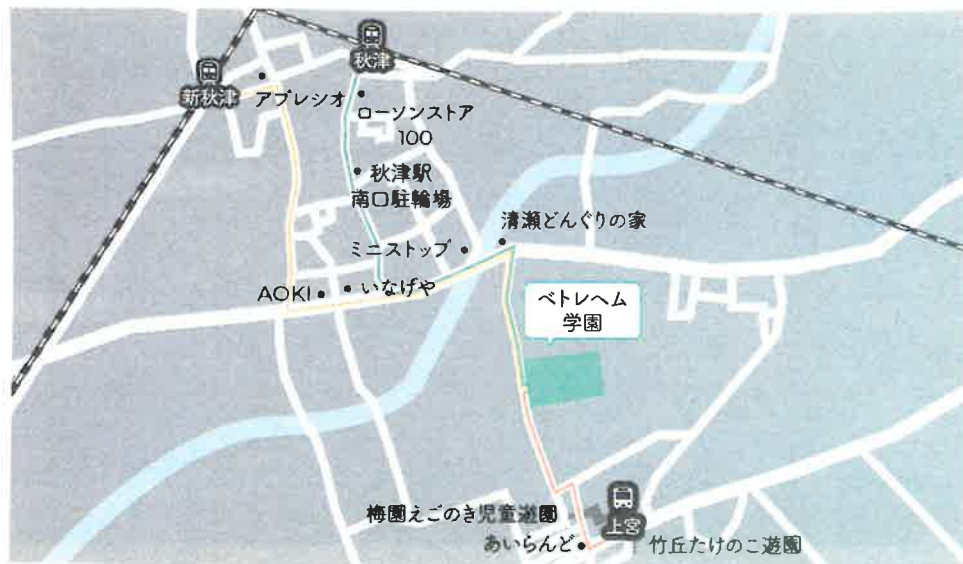 秋津
新秋津
アプレシオ
ローソンストア
100
秋津駅
南口駐輪場
清瀬どんぐりの家
ミニストップ
AOKI
いなげや
ベトレヘム
学園
梅園えごのき児童遊園
上宮
あいらんど
竹丘たけのこ遊園